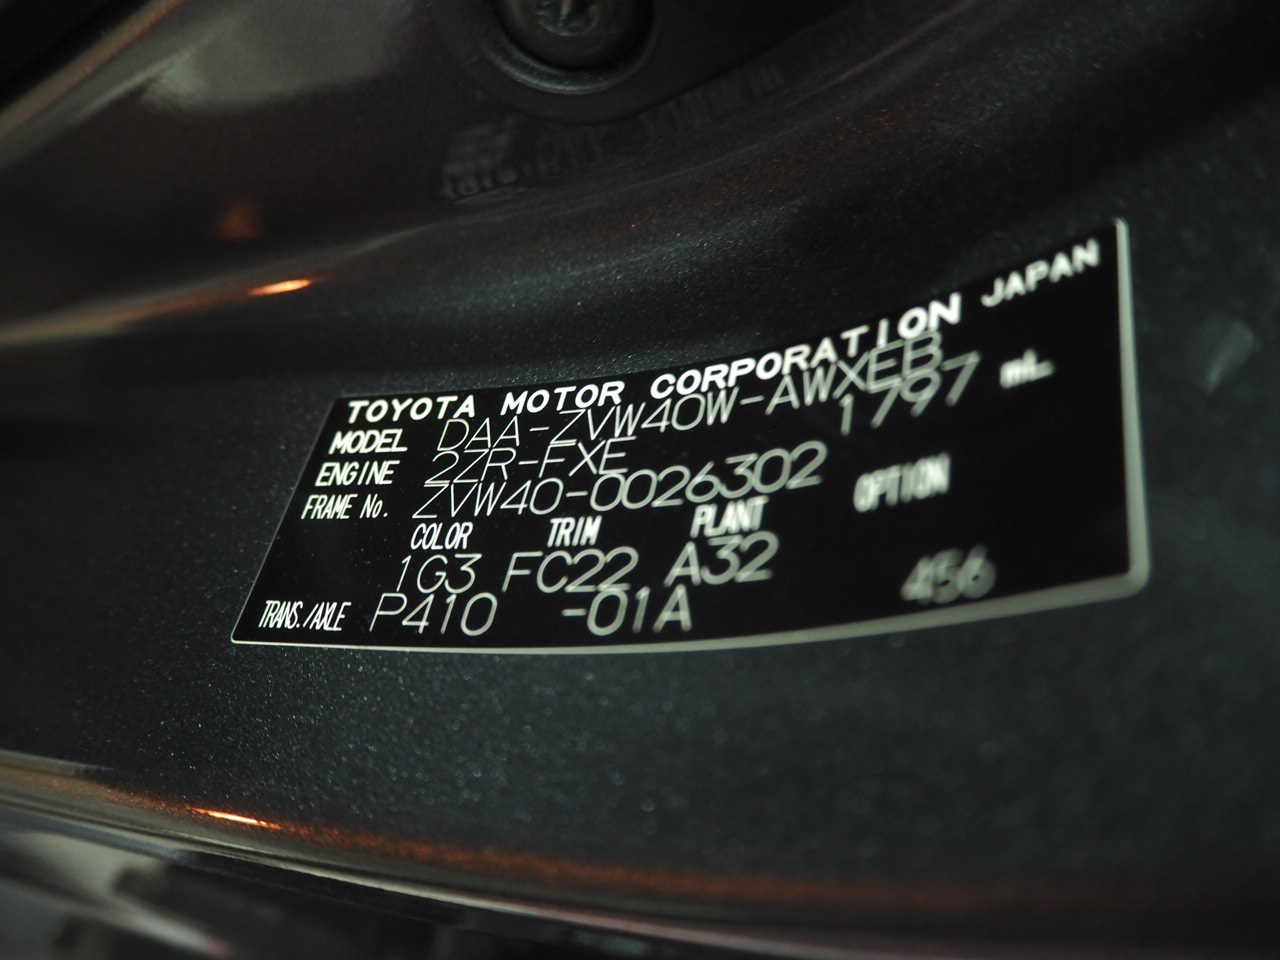 TOYOTA MOTOR CORPORATION JAPAN
MODEL DAA-ZVW40W-AWXEB
ENGINE 2ZR-FXE 1797 mL
FRAME No. ZVW40-0026302
COLOR TRIM PLANT OPTION
1G3 FC22 A32 456
TRANS./AXLE P410 -01A